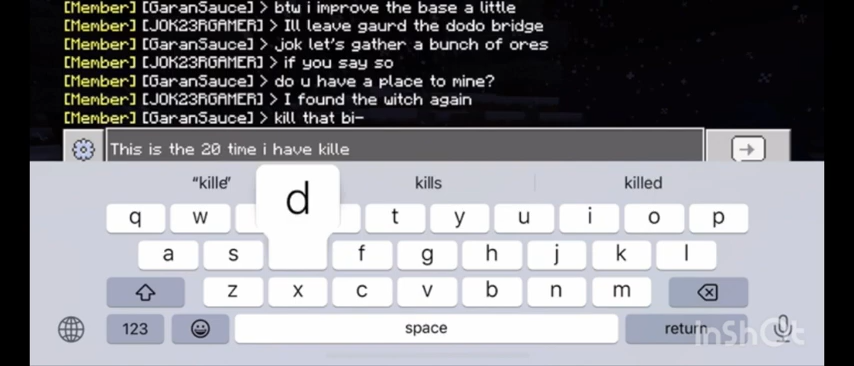 [Member] [GaranSauce] > btw i improve the base a little
[Member] [JOK23RGAMER] > Ill leave gaurd the dodo bridge
[Member] [GaranSauce] > jok let's gather a bunch of ores
[Member] [JOK23RGAMER] > if you say so
[Member] [GaranSauce] > do u have a place to mine?
[Member] [JOK23RGAMER] > I found the witch again
[Member] [GaranSauce] > kill that bi-
This is the 20 time i have kille
"kille" kills killed
d
q w t y u i o p
a s f g h j k l
z x c v b n m
123 space return
InShOt